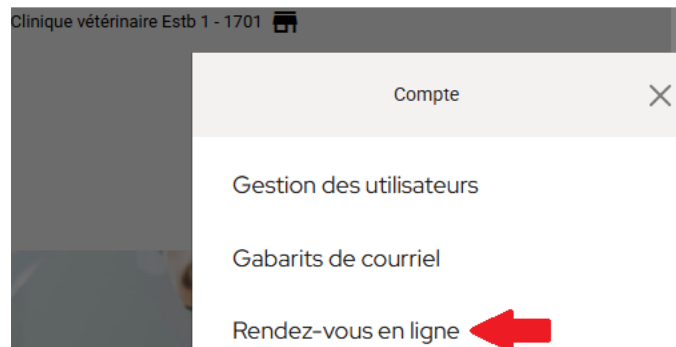 Clinique vétérinaire Estb 1 - 1701
Compte
Gestion des utilisateurs
Gabarits de courriel
Rendez-vous en ligne